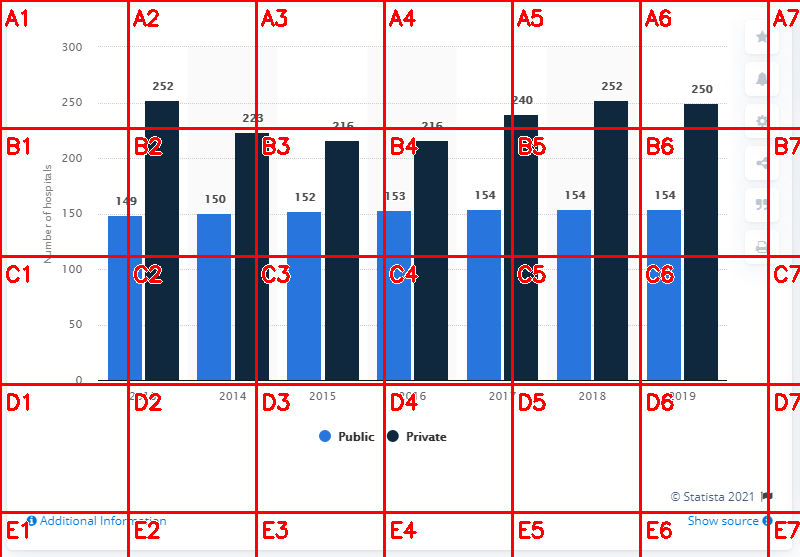 A1 A2 A3 A4 A5 A6 A7
300
252 252
250 240 250
223 216 216
B1 B2 B3 B4 B5 B6 B7
200
149 150 152 153 154 154 154
150
Number of hospitals
C1 C2 C3 C4 C5 C6 C7
100
50
0
2014 2015 2016 2017 2018 2019
D1 D2 D3 D4 D5 D6 D7
Public Private
© Statista 2021
Additional Information Show source
E1 E2 E3 E4 E5 E6 E7